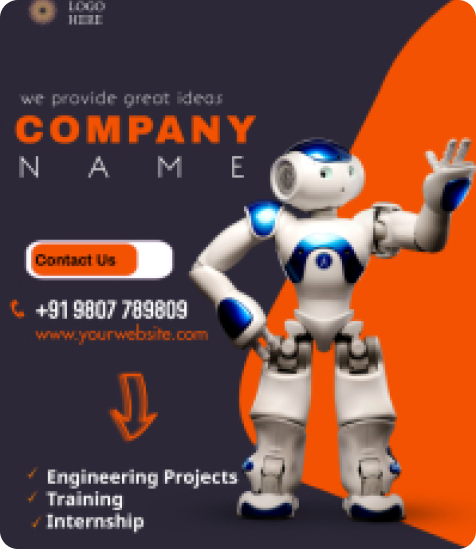 LOGO
HERE
we provide great ideas
COMPANY
NAME
Contact Us
+91 9807 789809
www.yourwebsite.com
Engineering Projects
Training
Internship